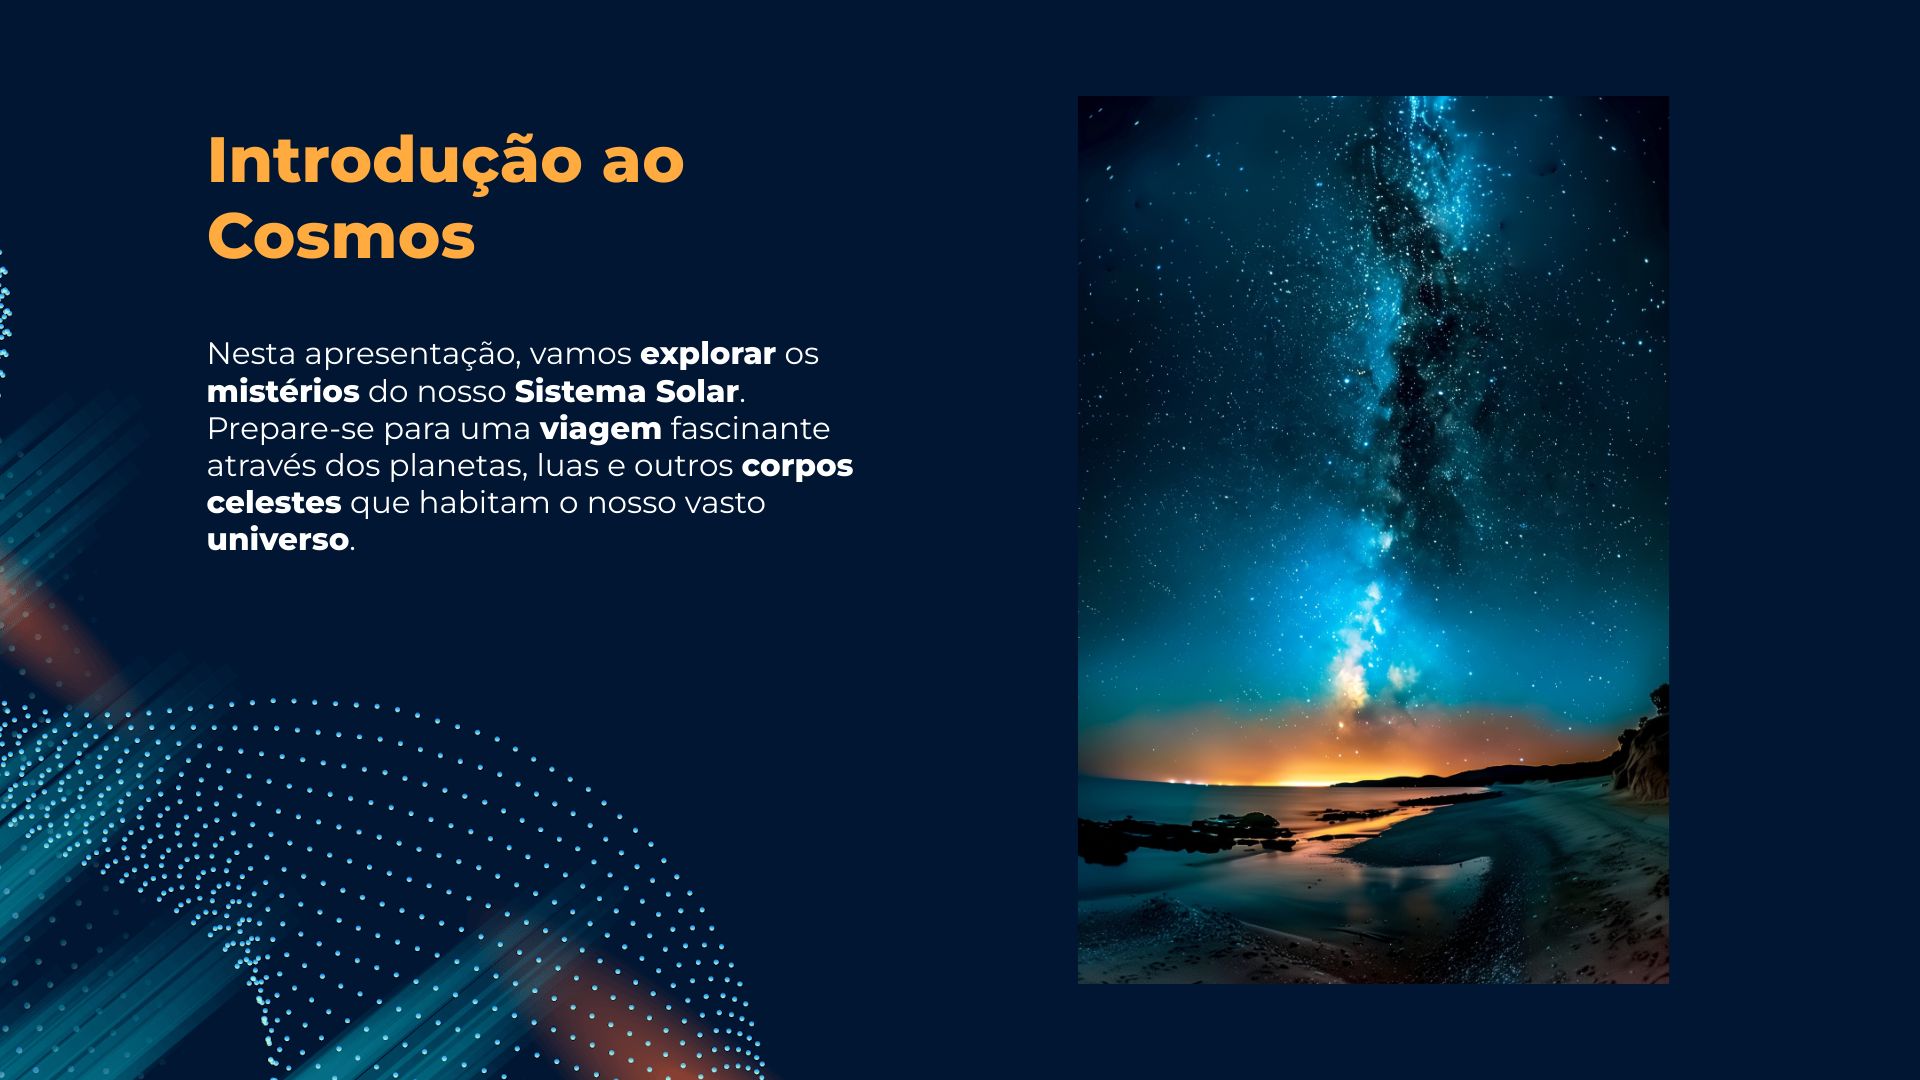 Introdução ao
Cosmos
Nesta apresentação, vamos explorar os
mistérios do nosso Sistema Solar.
Prepare-se para uma viagem fascinante
através dos planetas, luas e outros corpos
celestes que habitam o nosso vasto
universo.